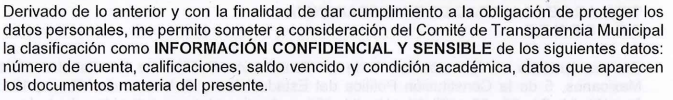 Derivado de lo anterior y con la finalidad de dar cumplimiento a la obligación de proteger los
datos personales, me permito someter a consideración del Comité de Transparencia Municipal
la clasificación como INFORMACIÓN CONFIDENCIAL Y SENSIBLE de los siguientes datos:
número de cuenta, calificaciones, saldo vencido y condición académica, datos que aparecen
los documentos materia del presente.